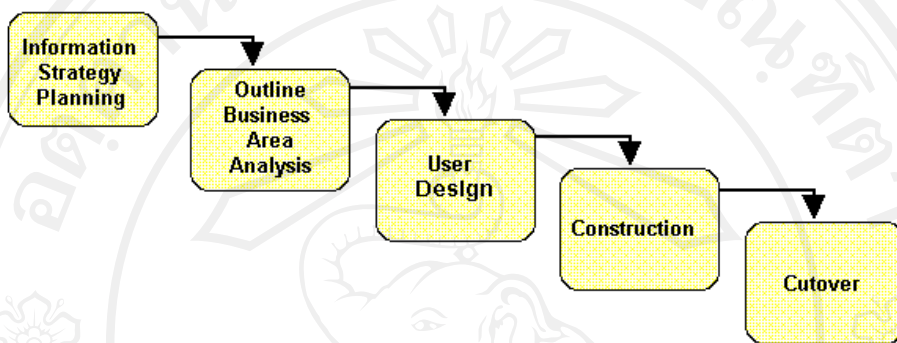 Information
Strategy
Planning
Outline
Business
Area
Analysis
User
DesIgn
Construction
Cutover